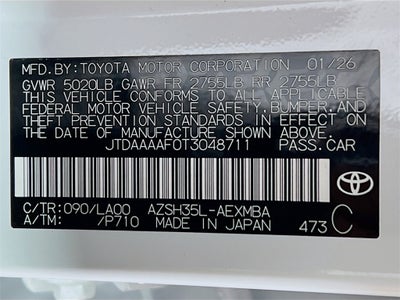 MFD. BY: TOYOTA MOTOR CORPORATION 01/26
GVWR 5020LB GAWR FR 2755LB RR 2755LB
THIS VEHICLE CONFORMS TO ALL APPLICABLE
FEDERAL MOTOR VEHICLE SAFETY, BUMPER, AND
THEFT PREVENTION STANDARDS IN EFFECT ON
THE DATE OF MANUFACTURE SHOWN ABOVE.
JTDAAAAF0T3048711 PASS.CAR
C/TR: 090/LA00 AZSH35L-AEXMBA
A/TM: /P710 MADE IN JAPAN 473 C
TOYOTA